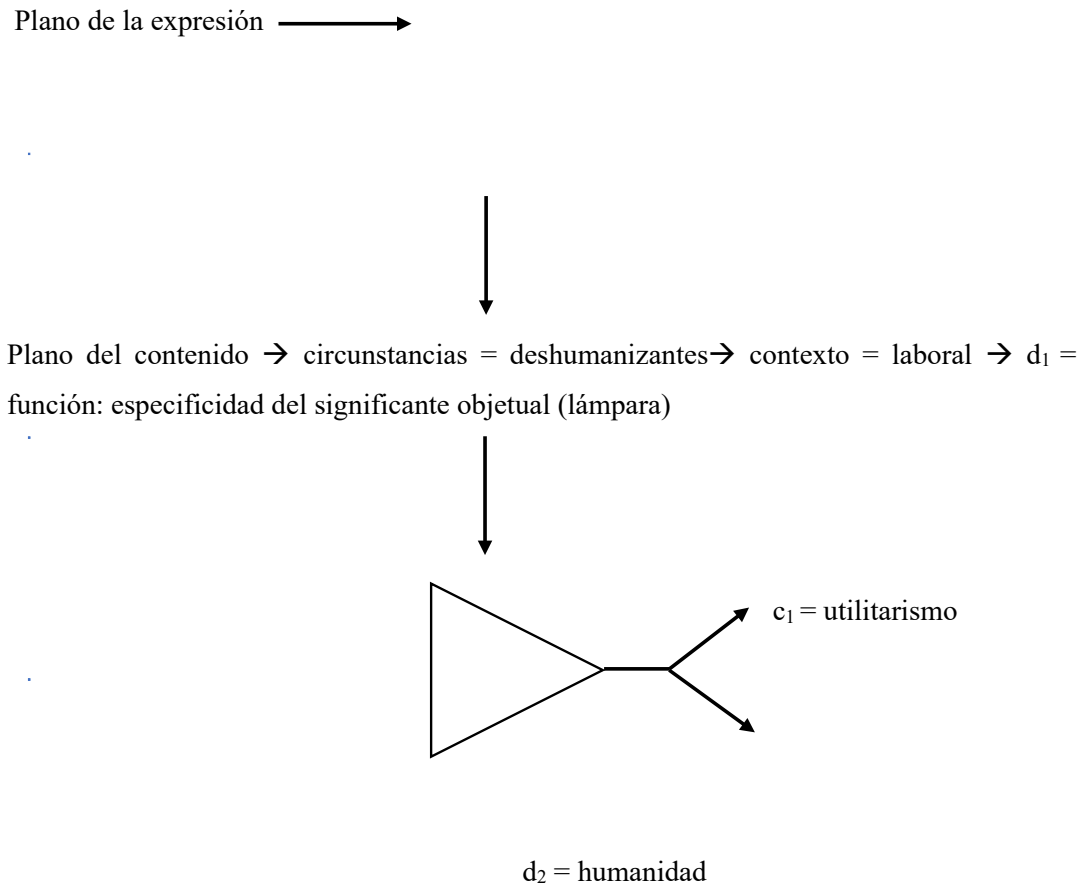 Plano de la expresión
Plano del contenido → circunstancias = deshumanizantes→ contexto = laboral → d₁ =
función: especificidad del significante objetual (lámpara)
c₁ = utilitarismo
d₂ = humanidad